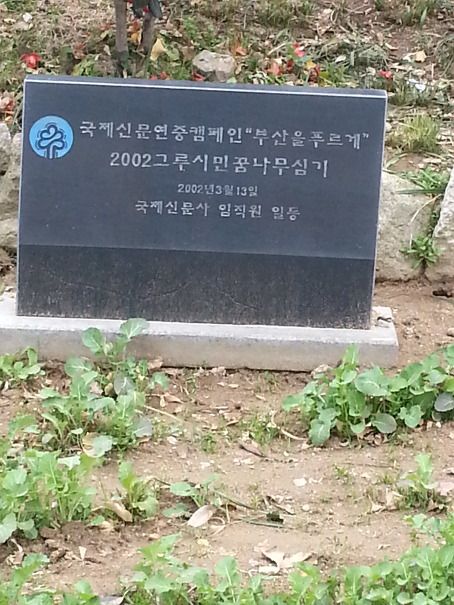 국제신문연중캠페인“부산을푸르게”
2002그루시민꿈나무심기
2002년3월13일
국제신문사 임직원 일등